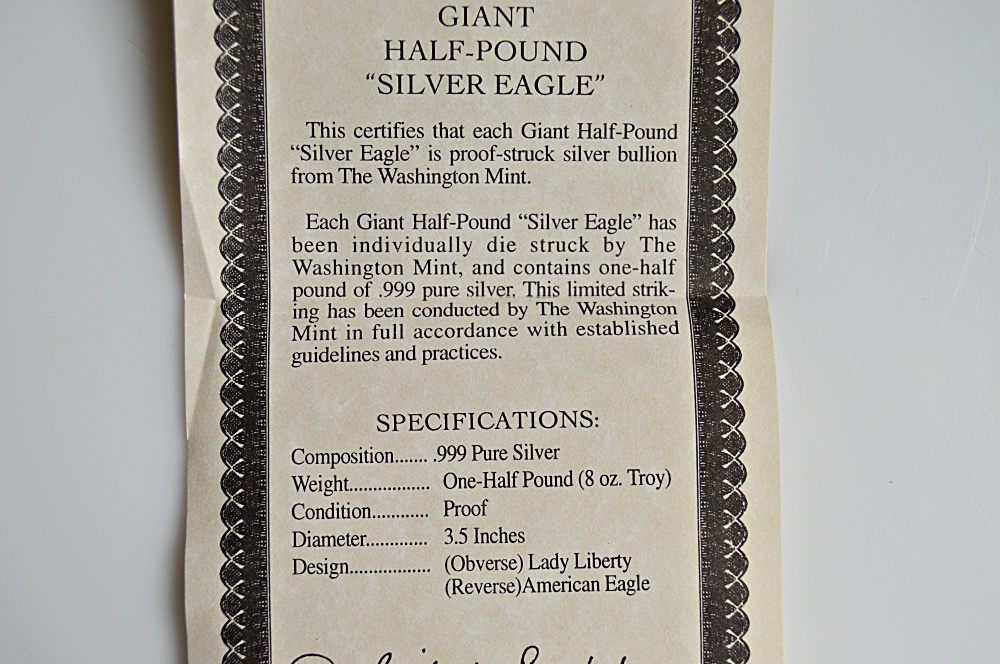 GIANT
HALF-POUND
“SILVER EAGLE”
This certifies that each Giant Half-Pound
“Silver Eagle” is proof-struck silver bullion
from The Washington Mint.
Each Giant Half-Pound “Silver Eagle” has
been individually die struck by The
Washington Mint, and contains one-half
pound of .999 pure silver. This limited strik-
ing has been conducted by The Washington
Mint in full accordance with established
guidelines and practices.
SPECIFICATIONS:
Composition....... .999 Pure Silver
Weight................. One-Half Pound (8 oz. Troy)
Condition............ Proof
Diameter............. 3.5 Inches
Design................. (Obverse) Lady Liberty
(Reverse)American Eagle